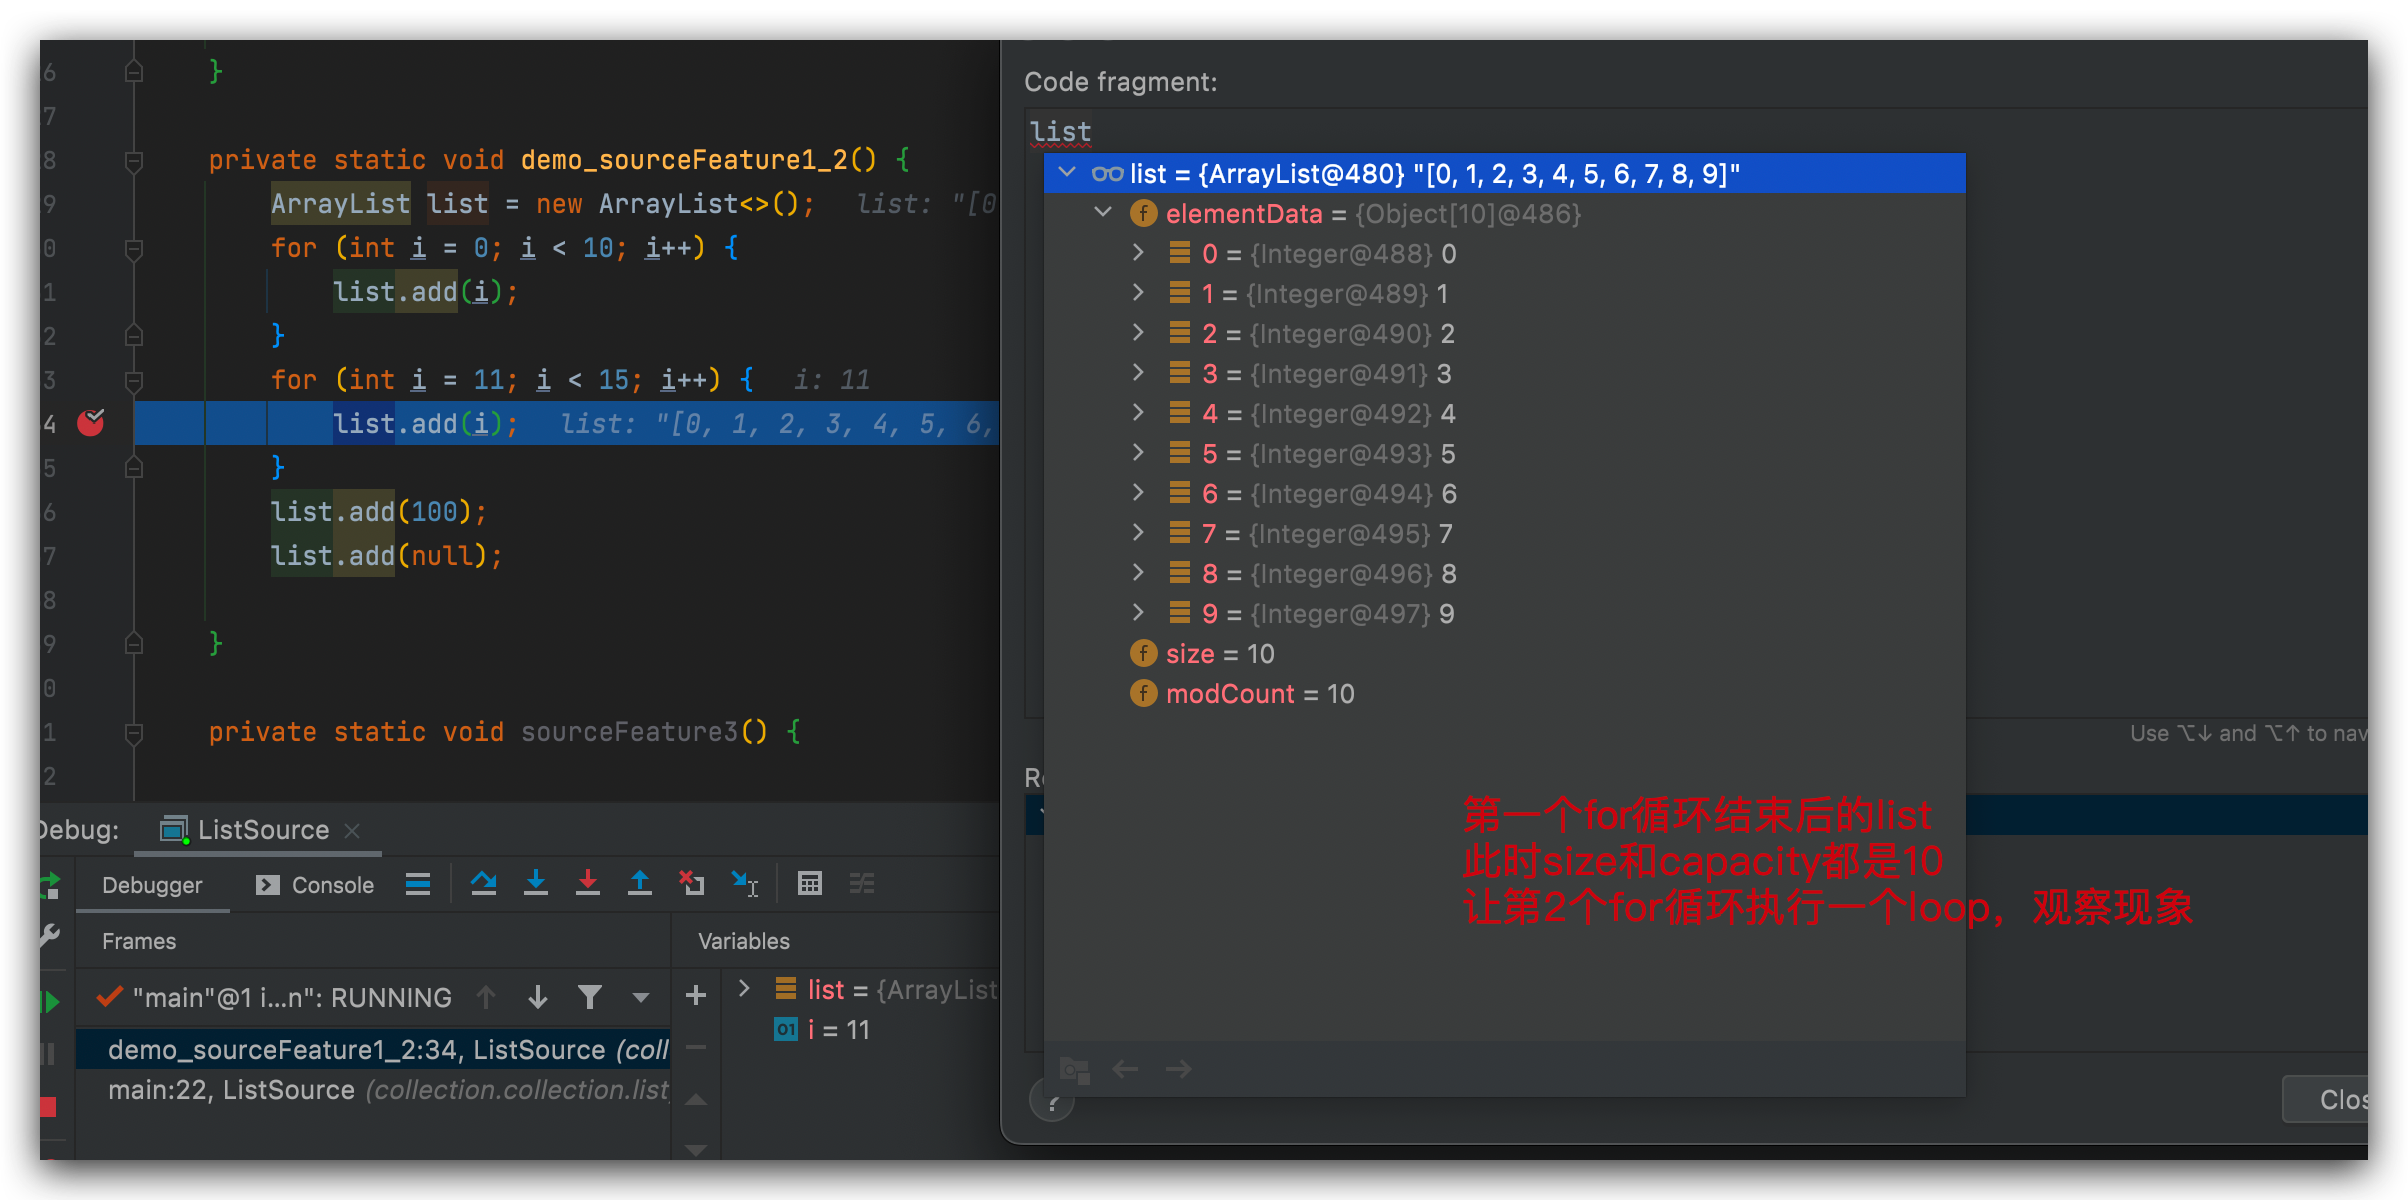 6 }
7
8 private static void demo_sourceFeature1_2() {
9 ArrayList list = new ArrayList<>(); list: "[0
0 for (int i = 0; i < 10; i++) {
1 list.add(i);
2 }
3 for (int i = 11; i < 15; i++) { i: 11
4 list.add(i); list: "[0, 1, 2, 3, 4, 5, 6,
5 }
6 list.add(100);
7 list.add(null);
8
9 }
0
1 private static void sourceFeature3() {
2
Code fragment:
list
list = {ArrayList@480} "[0, 1, 2, 3, 4, 5, 6, 7, 8, 9]"
elementData = {Object[10]@486}
0 = {Integer@488} 0
1 = {Integer@489} 1
2 = {Integer@490} 2
3 = {Integer@491} 3
4 = {Integer@492} 4
5 = {Integer@493} 5
6 = {Integer@494} 6
7 = {Integer@495} 7
8 = {Integer@496} 8
9 = {Integer@497} 9
size = 10
modCount = 10
Use ⌥↓ and ⌥↑ to nav
第一个for循环结束后的list
此时size和capacity都是10
让第2个for循环执行一个loop，观察现象
Clos
Debug: ListSource
Debugger Console
Frames
"main"@1 i...n": RUNNING
demo_sourceFeature1_2:34, ListSource (coll
main:22, ListSource (collection.collection.list
Variables
list = {ArrayList
01 i = 11